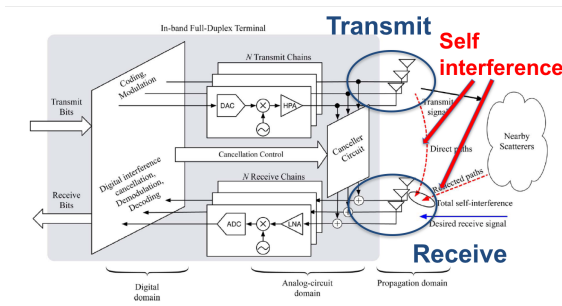 Transmit
In-band Full-Duplex Terminal
Self
interference
N Transmit Chains
Coding,
Modulation
DAC
HPA
Transmit
signal
Transmit
Bits
Nearby
Scatterers
Canceller
Circuit
Direct paths
Cancellation Control
Digital interference
cancellation,
Demodulation,
Decoding
N Receive Chains
Reflected paths
Receive
Bits
Total self-interference
ADC
LNA
Desired receive signal
Receive
Digital
domain
Analog-circuit
domain
Propagation domain